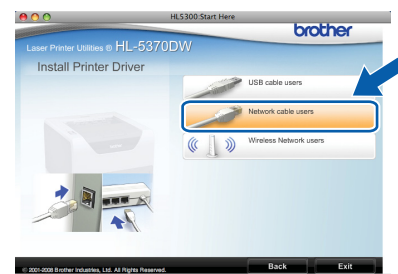 HL5300:Start Here
brother
Laser Printer Utilities ® HL-5370DW
Install Printer Driver
USB cable users
Network cable users
Wireless Network users
© 2001-2008 Brother Industries, Ltd. All Rights Reserved.
Back
Exit